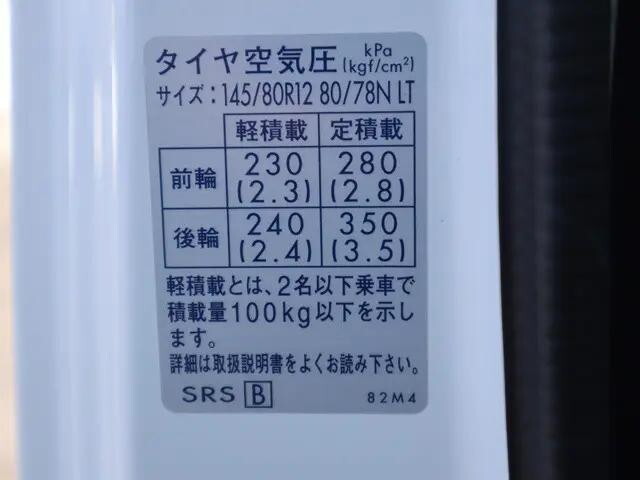 タイヤ空気圧 kPa (kgf/cm²)
サイズ：145/80R12 80/78N LT
軽積載 定積載
前輪 230 (2.3) 280 (2.8)
後輪 240 (2.4) 350 (3.5)
軽積載とは、2名以下乗車で
積載量100kg以下を示し
ます。
詳細は取扱説明書をよくお読み下さい。
SRS B 82M4